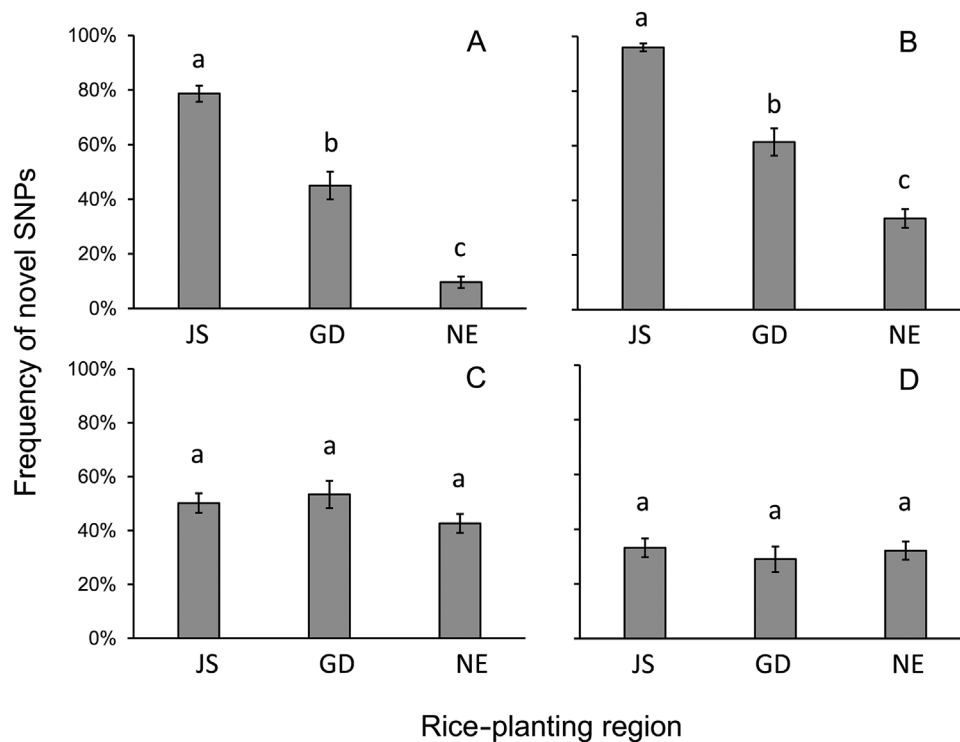 Frequency of novel SNPs
A
100%
80%
60%
40%
20%
0%
a
b
c
JS GD NE
B
a
b
c
JS GD NE
C
100%
80%
60%
40%
20%
0%
a
a
a
JS GD NE
D
a
a
a
JS GD NE
Rice-planting region